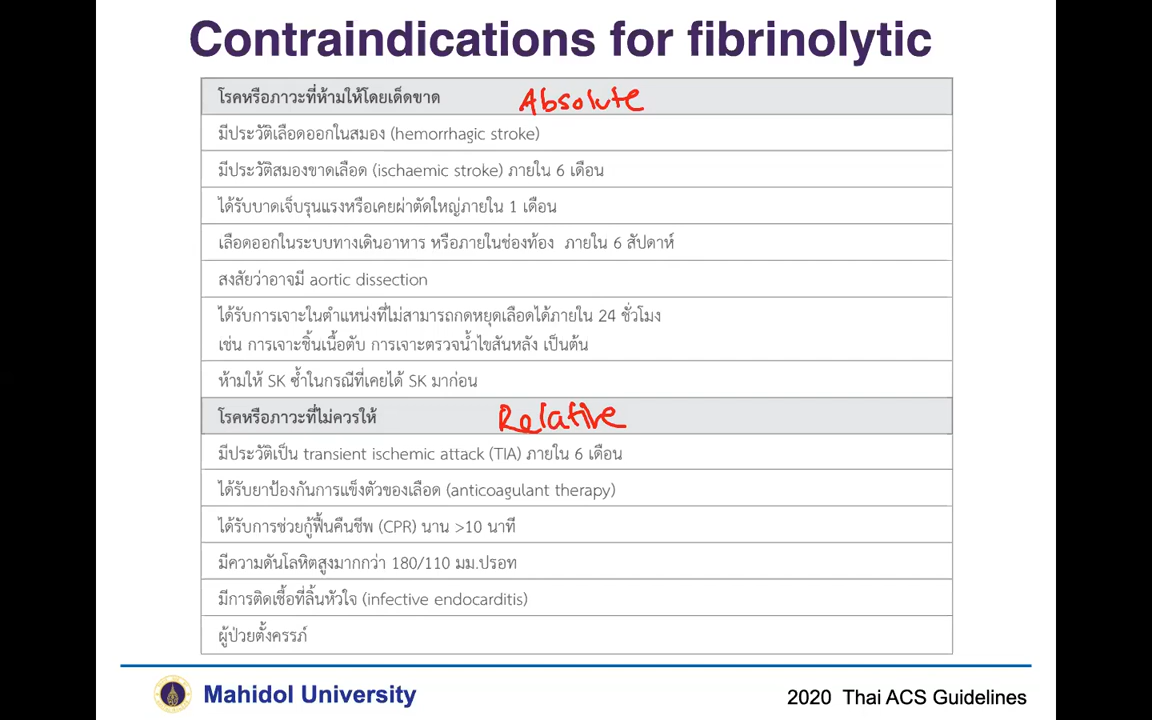 Contraindications for fibrinolytic
โรคหรือภาวะที่ห้ามให้โดยเด็ดขาด Absolute
มีประวัติเลือดออกในสมอง (hemorrhagic stroke)
มีประวัติสมองขาดเลือด (ischaemic stroke) ภายใน 6 เดือน
ได้รับบาดเจ็บรุนแรงหรือเคยผ่าตัดใหญ่ภายใน 1 เดือน
เลือดออกในระบบทางเดินอาหาร หรือภายในช่องท้อง ภายใน 6 สัปดาห์
สงสัยว่าอาจมี aortic dissection
ได้รับการเจาะในตำแหน่งที่ไม่สามารถกดหยุดเลือดได้ภายใน 24 ชั่วโมง
เช่น การเจาะชิ้นเนื้อตับ การเจาะตรวจน้ำไขสันหลัง เป็นต้น
ห้ามให้ SK ซ้ำในกรณีที่เคยได้ SK มาก่อน
โรคหรือภาวะที่ไม่ควรให้ Relative
มีประวัติเป็น transient ischemic attack (TIA) ภายใน 6 เดือน
ได้รับยาป้องกันการแข็งตัวของเลือด (anticoagulant therapy)
ได้รับการช่วยกู้ฟื้นคืนชีพ (CPR) นาน >10 นาที
มีความดันโลหิตสูงมากกว่า 180/110 มม.ปรอท
มีการติดเชื้อที่ลิ้นหัวใจ (infective endocarditis)
ผู้ป่วยตั้งครรภ์
Mahidol University
2020 Thai ACS Guidelines